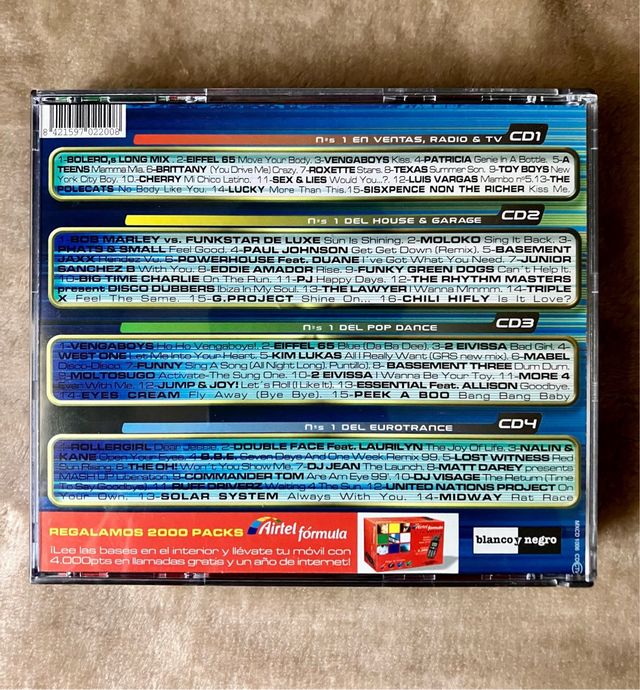 8 421597 022008
Nºs 1 EN VENTAS, RADIO & TV CD1
1-BOLERO,s LONG MIX . 2-EIFFEL 65 Move Your Body. 3-VENGABOYS Kiss. 4-PATRICIA Genie In A Bottle. 5-A
TEENS Mamma Mia. 6-BRITTANY (You Drive Me) Crazy. 7-ROXETTE Stars. 8-TEXAS Summer Son. 9-TOY BOYS New
York City Boy. 10-CHERRY Mi Chico Latino. 11-SEX & LIES Would You...?. 12-LUIS VARGAS Mambo nº5.13-THE
POLECATS No Body Like You. 14-LUCKY More Than This. 15-SISXPENCE NON THE RICHER Kiss Me.
Nºs 1 DEL HOUSE & GARAGE CD2
1-BOB MARLEY vs. FUNKSTAR DE LUXE Sun Is Shining. 2-MOLOKO Sing It Back. 3-
PHATS & SMALL Feel Good. 4-PAUL JOHNSON Get Get Down (Remix). 5-BASEMENT
JAXX Rendez Vu. 6-POWERHOUSE Feat. DUANE I've Got What You Need. 7-JUNIOR
SANCHEZ B With You. 8-EDDIE AMADOR Rise. 9-FUNKY GREEN DOGS Can't Help It.
10-BIG TIME CHARLIE On The Run. 11-PJ Happy Days. 12-THE RHYTHM MASTERS
present DISCO DUBBERS Ibiza In My Soul. 13-THE LAWYER I Wanna Mmmm. 14-TRIPLE
X Feel The Same. 15-G.PROJECT Shine On... 16-CHILI HIFLY Is It Love?
Nºs 1 DEL POP DANCE CD3
1-VENGABOYS Ho Ho Vengaboys!. 2-EIFFEL 65 Blue (Da Ba Dee). 3-2 EIVISSA Bad Girl. 4-
WEST ONE Let Me Into Your Heart. 5-KIM LUKAS All I Really Want (GRS new mix). 6-MABEL
Disco-Disco. 7-FUNNY Sing A Song (All Night Long). Puntillo). 8-BASSEMENT THREE Dum Dum.
9-MOLTOSUGO Activate-The Sung One. 10-2 EIVISSA I Wanna Be Your Toy. 11-MORE 4
Even With Me. 12-JUMP & JOY! Let's Roll (I Like It). 13-ESSENTIAL Feat. ALLISON Goodbye.
14-EYES CREAM Fly Away (Bye Bye). 15-PEEK A BOO Bang Bang Baby
Nºs 1 DEL EUROTRANCE CD4
1-ROLLERGIRL Dear Jessie. 2-DOUBLE FACE Feat. LAURILYN The Joy Of Life. 3-NALIN &
KANE Open Your Eyes. 4-B.B.E. Seven Days And One Week Remix 99. 5-LOST WITNESS Red
Sun Rising. 6-THE OH! Won't You Show Me. 7-DJ JEAN The Launch. 8-MATT DAREY presents
MASH UP Liberation. 9-COMMANDER TOM Are Am Eye 99'. 10-DJ VISAGE The Return (Time
To Say Goodbye). 11-RUFF DRIVERZ Waiting 4 The Sun. 12-UNITED NATIONS PROJECT On
Your Own. 13-SOLAR SYSTEM Always With You. 14-MIDWAY Rat Race
REGALAMOS 2000 PACKS Airtel fórmula
¡Lee las bases en el interior y llévate tu móvil con
4.000pts en llamadas gratis y un año de internet!
Airtel fórmula
blanco y negro
MXCD 1006